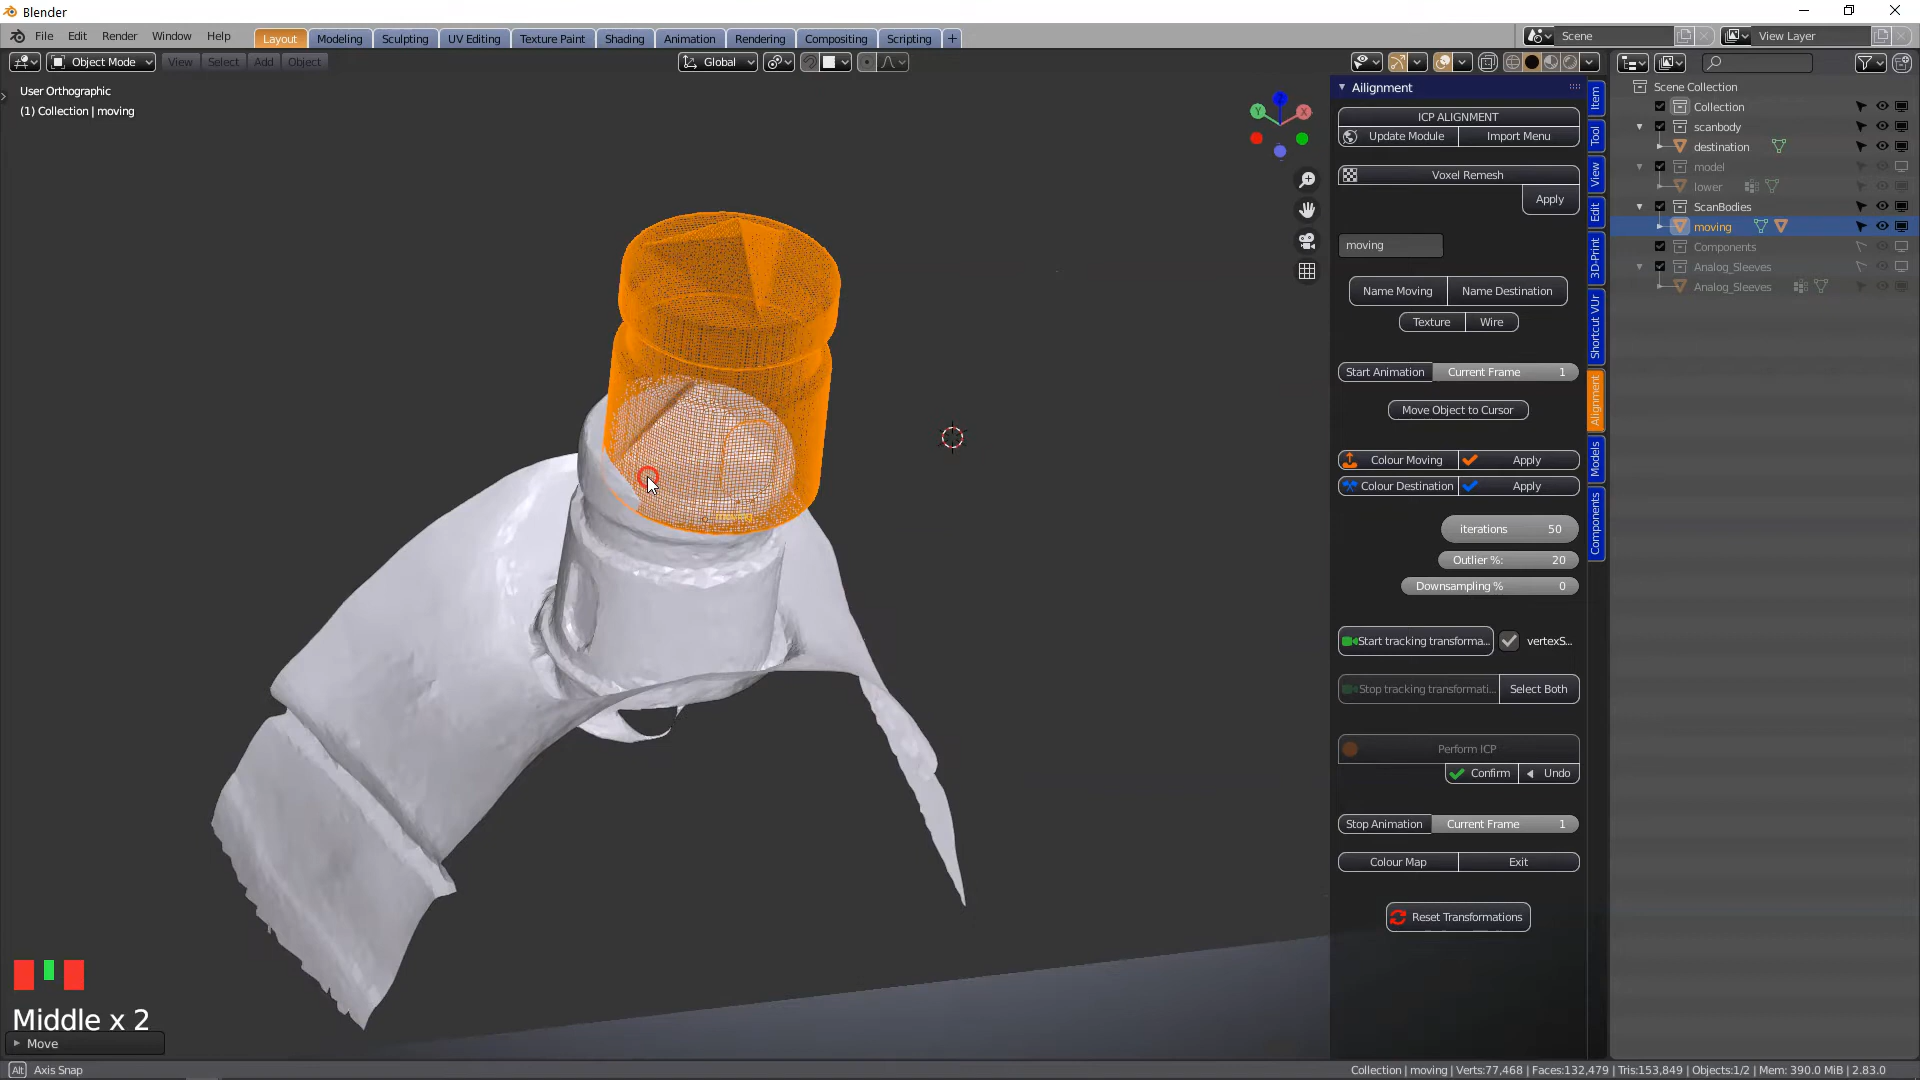 Blender
File Edit Render Window Help
Layout Modeling Sculpting UV Editing Texture Paint Shading Animation Rendering Compositing Scripting +
Scene
View Layer
Object Mode View Select Add Object
Global
User Orthographic
(1) Collection | moving
Ailignment
ICP ALIGNMENT
Update Module Import Menu
Voxel Remesh
Apply
moving
Name Moving Name Destination
Texture Wire
Start Animation Current Frame 1
Move Object to Cursor
Colour Moving Apply
Colour Destination Apply
iterations 50
Outlier %: 20
Downsampling % 0
Start tracking transforma... vertexS...
Stop tracking transformati... Select Both
Perform ICP
Confirm Undo
Stop Animation Current Frame 1
Colour Map Exit
Reset Transformations
Item
Tool
View
Edit
3D-Print
Shortcut VUr
Alignment
Models
Components
Scene Collection
Collection
scanbody
destination
model
lower
ScanBodies
moving
Components
Analog_Sleeves
Analog_Sleeves
X
Y
Z
moving
Middle x 2
Move
Alt Axis Snap
Collection | moving | Verts:77,468 | Faces:132,479 | Tris:153,849 | Objects:1/2 | Mem: 390.0 MiB | 2.83.0